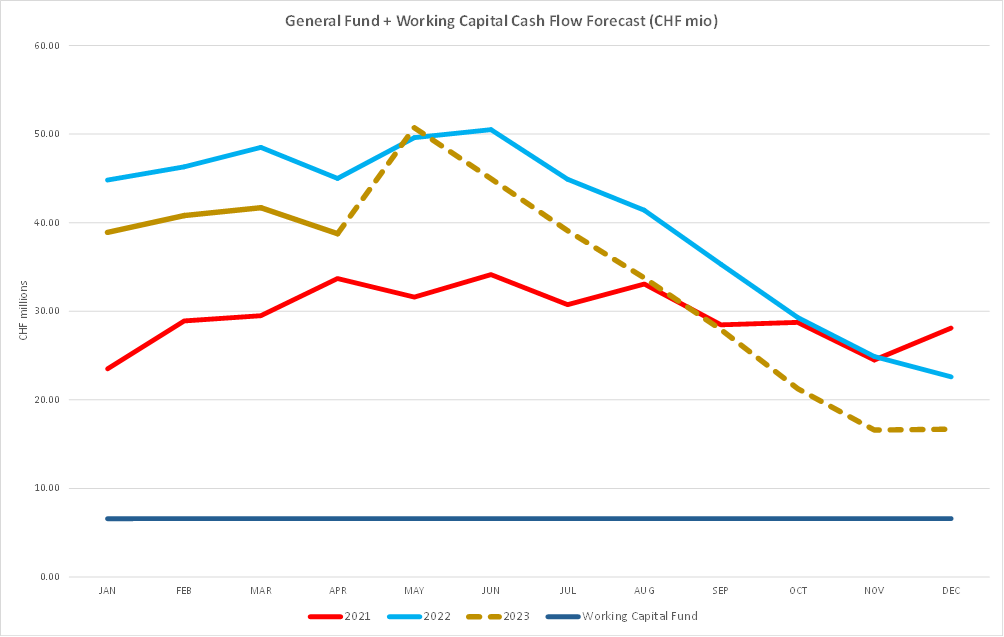 General Fund + Working Capital Cash Flow Forecast (CHF mio)
60.00
50.00
40.00
30.00
20.00
10.00
0.00
CHF millions
JAN FEB MAR APR MAY JUN JUL AUG SEP OCT NOV DEC
2021 2022 2023 Working Capital Fund